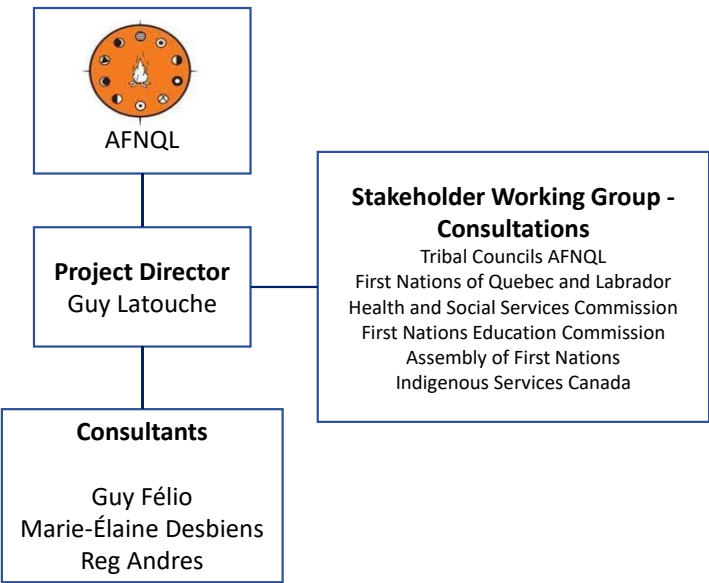 AFNQL
Project Director
Guy Latouche
Stakeholder Working Group -
Consultations
Tribal Councils AFNQL
First Nations of Quebec and Labrador
Health and Social Services Commission
First Nations Education Commission
Assembly of First Nations
Indigenous Services Canada
Consultants
Guy Félio
Marie-Élaine Desbiens
Reg Andres